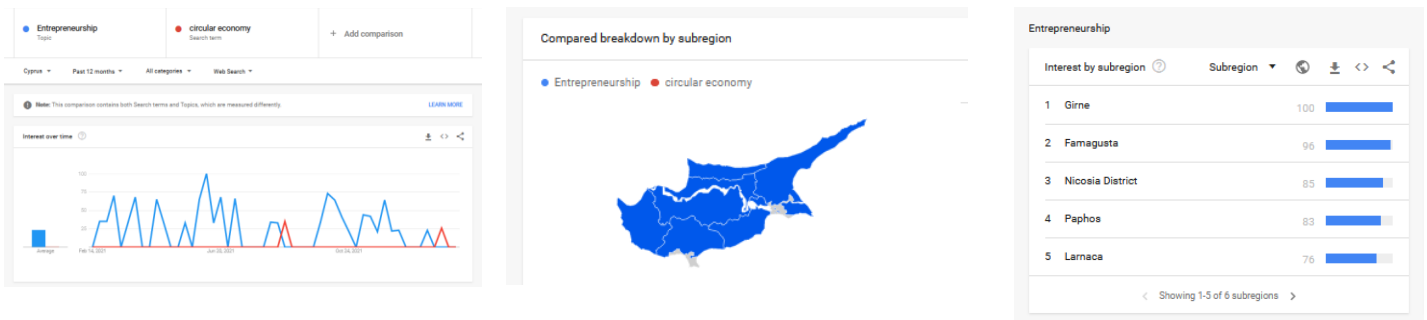 Entrepreneurship
Topic
circular economy
Search term
+ Add comparison
Cyprus
Past 12 months
All categories
Web Search
Note: This comparison contains both Search terms and Topics, which are measured differently.
LEARN MORE
Interest over time
100
75
50
25
Average
Feb 14, 2021
Jun 20, 2021
Oct 24, 2021
Compared breakdown by subregion
Entrepreneurship circular economy
Entrepreneurship
Interest by subregion Subregion
1 Girne 100
2 Famagusta 96
3 Nicosia District 85
4 Paphos 83
5 Larnaca 76
Showing 1-5 of 6 subregions